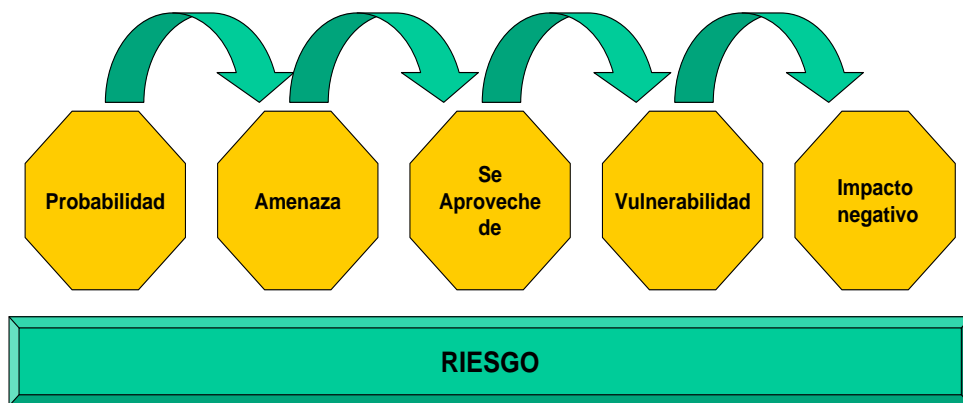 Probabilidad
Amenaza
Se
Aproveche
de
Vulnerabilidad
Impacto
negativo
RIESGO